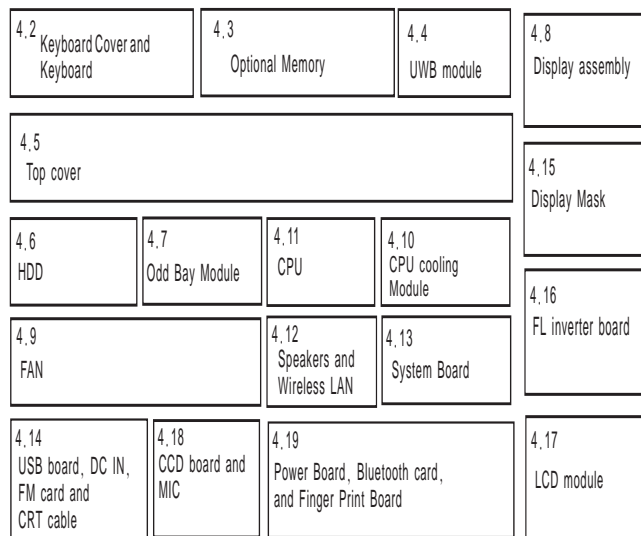 4.2
Keyboard Cover and
Keyboard
4.3
Optional Memory
4.4
UWB module
4.8
Display assembly
4.5
Top cover
4.15
Display Mask
4.6
HDD
4.7
Odd Bay Module
4.11
CPU
4.10
CPU cooling
Module
4.16
FL inverter board
4.9
FAN
4.12
Speakers and
Wireless LAN
4.13
System Board
4.14
USB board, DC IN,
FM card and
CRT cable
4.18
CCD board and
MIC
4.19
Power Board, Bluetooth card,
and Finger Print Board
4.17
LCD module